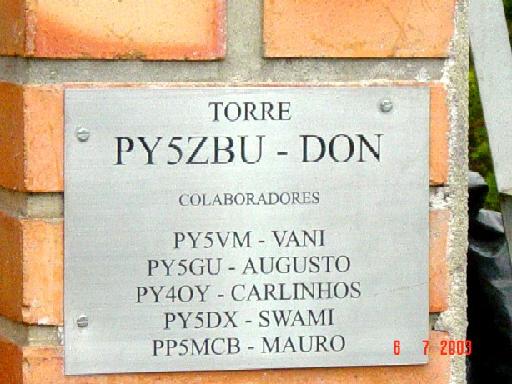 TORRE
PY5ZBU - DON
COLABORADORES
PY5VM - VANI
PY5GU - AUGUSTO
PY4OY - CARLINHOS
PY5DX - SWAMI
PP5MCB - MAURO
6 7 2003